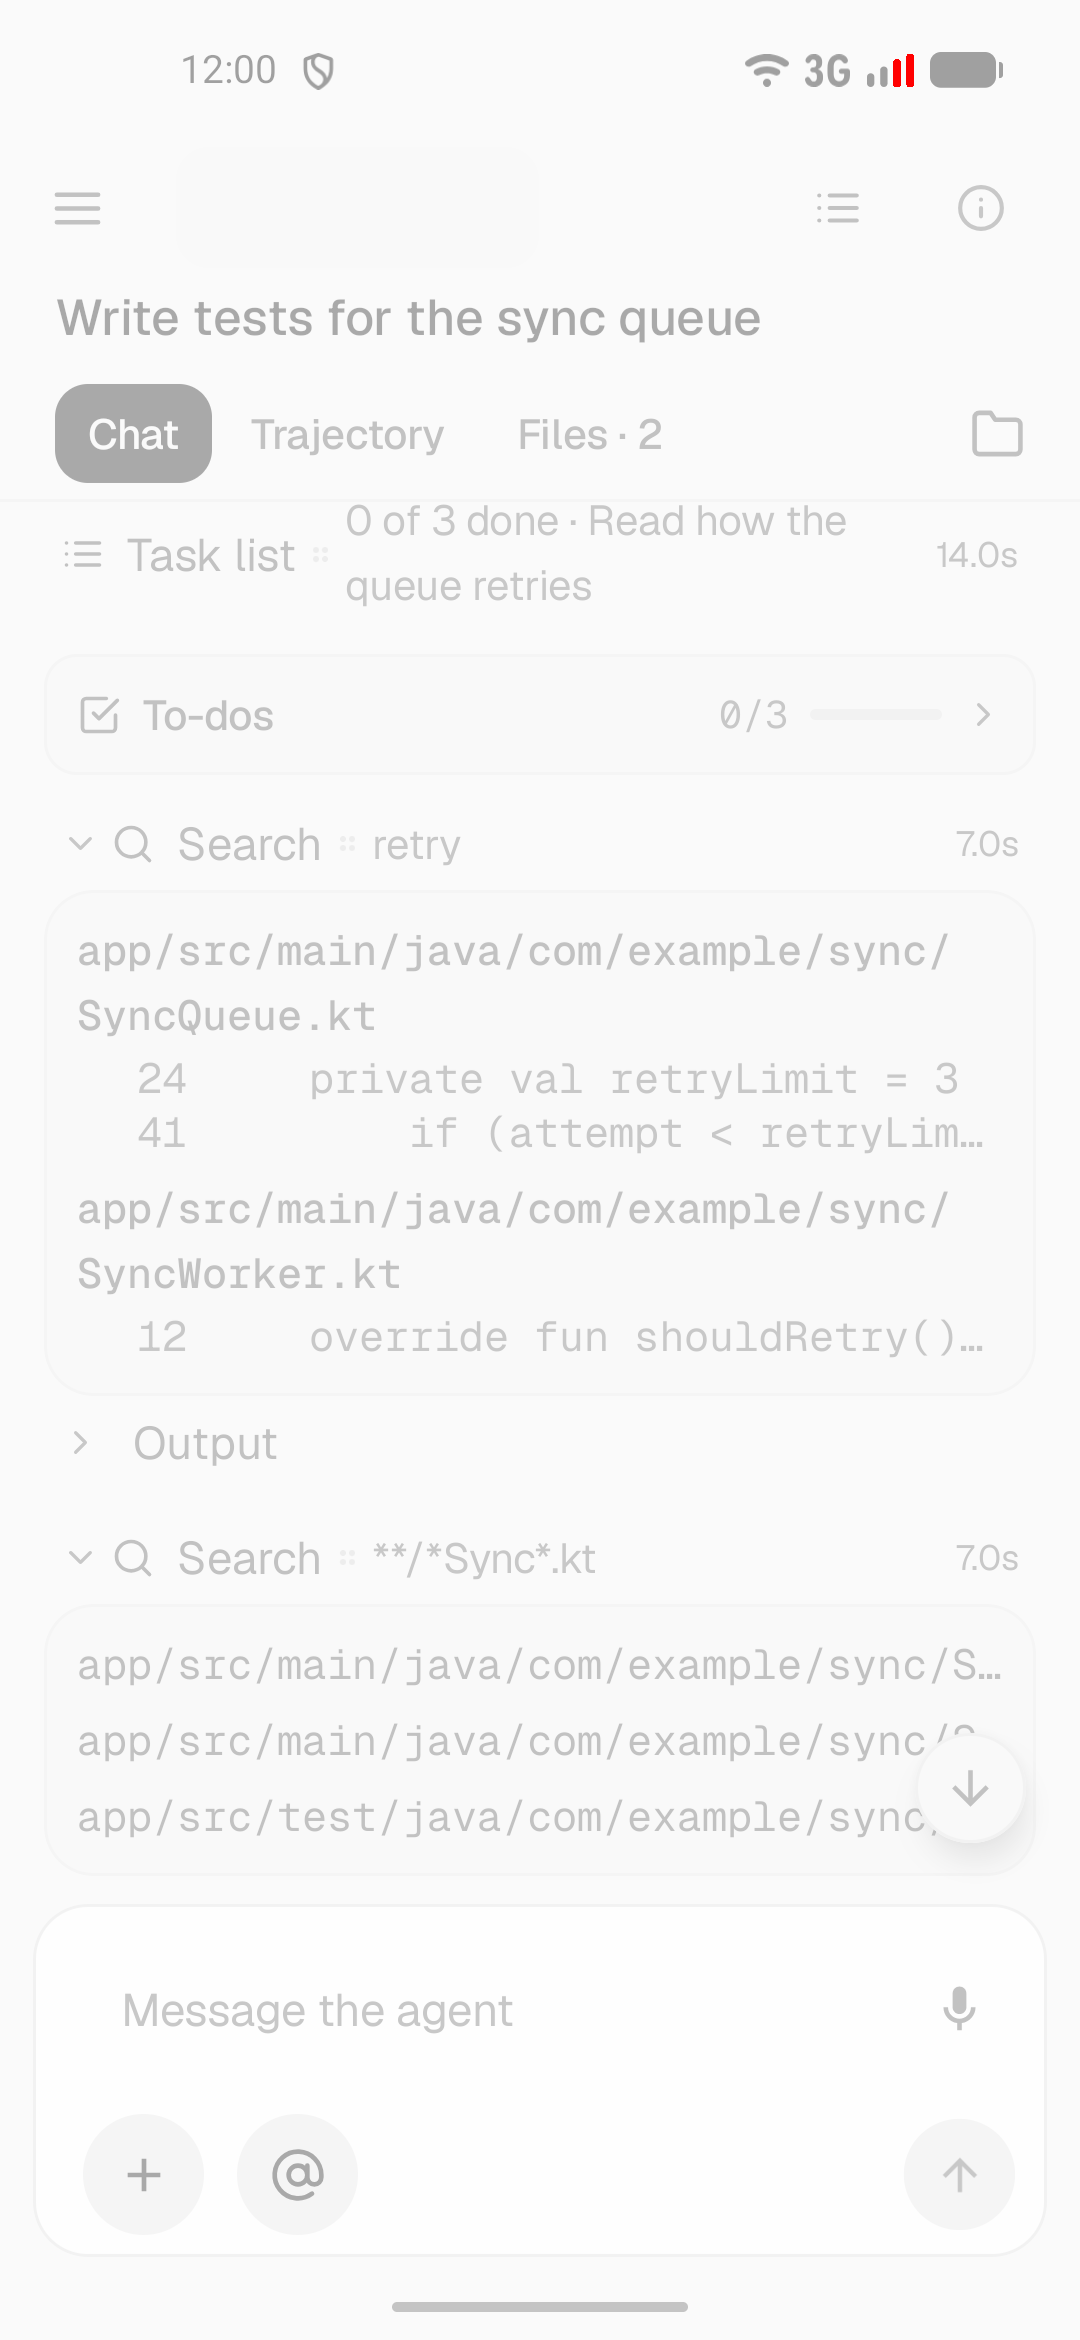 12:00
3G
Write tests for the sync queue
Chat
Trajectory
Files · 2
Task list
0 of 3 done · Read how the
queue retries
14.0s
To-dos
0/3
Search
retry
7.0s
app/src/main/java/com/example/sync/
SyncQueue.kt
24 private val retryLimit = 3
41 if (attempt < retryLim…
app/src/main/java/com/example/sync/
SyncWorker.kt
12 override fun shouldRetry()…
Output
Search
**/*Sync*.kt
7.0s
app/src/main/java/com/example/sync/S…
app/src/main/java/com/example/sync/
app/src/test/java/com/example/sync/
Message the agent